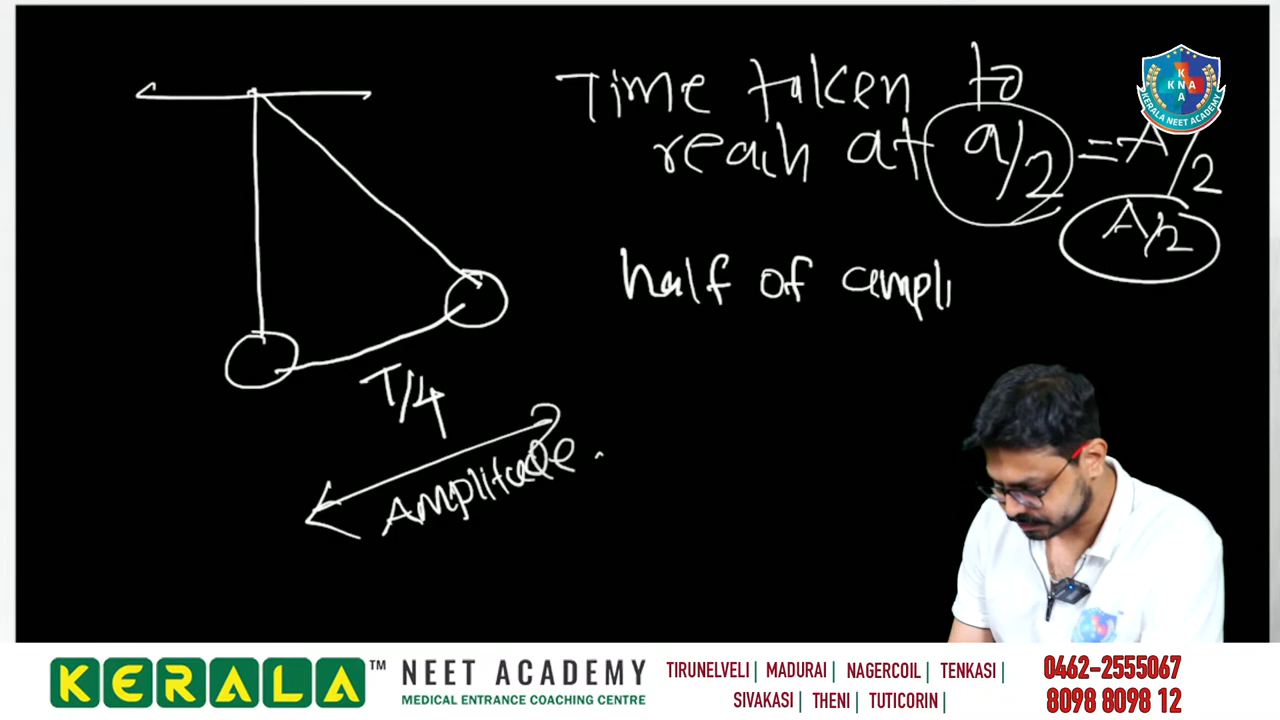 Time taken to
reach at a/2 = A/2
A/2
half of ampli
T/4
Amplitude.
KNA
KERALA NEET ACADEMY
KERALA™ NEET ACADEMY
MEDICAL ENTRANCE COACHING CENTRE
TIRUNELVELI | MADURAI | NAGERCOIL | TENKASI |
SIVAKASI | THENI | TUTICORIN |
0462-2555067
8098 8098 12